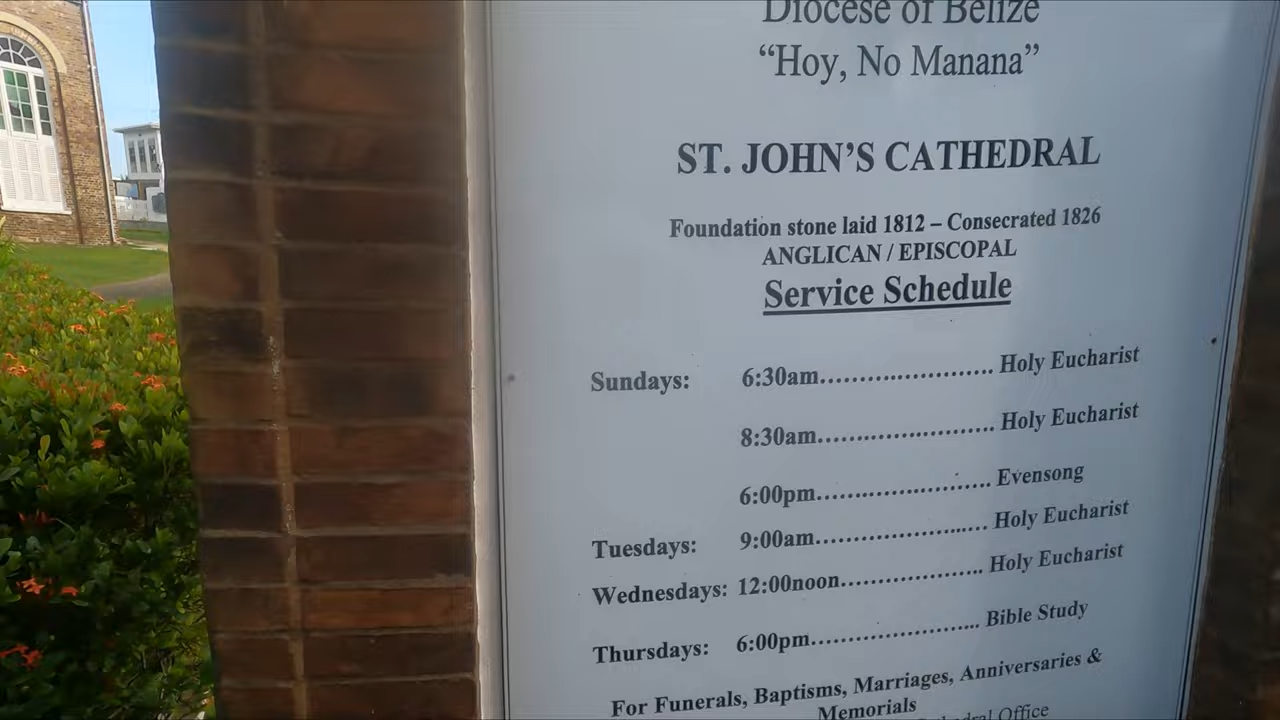 Diocese of Belize
“Hoy, No Manana”
ST. JOHN’S CATHEDRAL
Foundation stone laid 1812 – Consecrated 1826
ANGLICAN / EPISCOPAL
Service Schedule
Sundays: 6:30am........................ Holy Eucharist
8:30am........................ Holy Eucharist
6:00pm........................ Evensong
Tuesdays: 9:00am........................ Holy Eucharist
Wednesdays: 12:00noon.................... Holy Eucharist
Thursdays: 6:00pm........................ Bible Study
For Funerals, Baptisms, Marriages, Anniversaries &
Memorials
Office